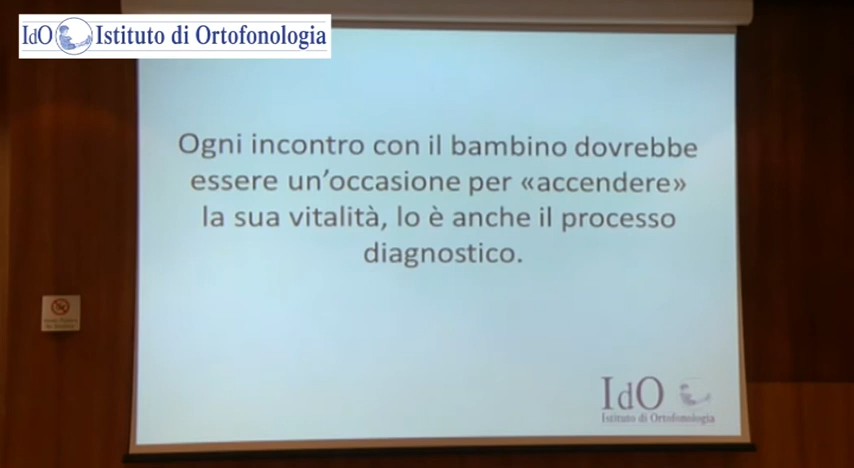 IdO Istituto di Ortofonologia
Ogni incontro con il bambino dovrebbe
essere un’occasione per «accendere»
la sua vitalità, lo è anche il processo
diagnostico.
IdO
Istituto di Ortofonologia